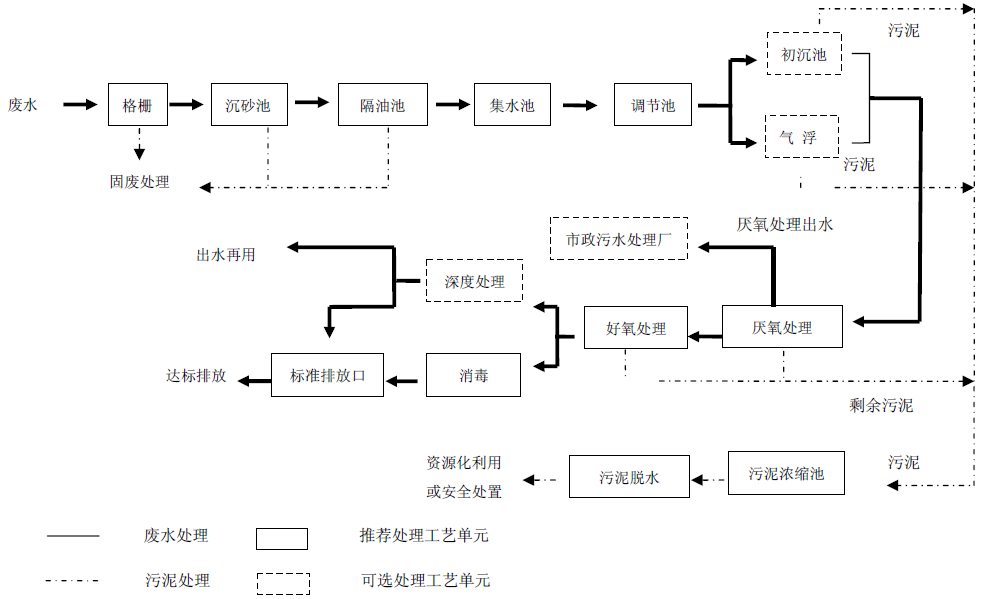 污泥
初沉池
废水
格栅
沉砂池
隔油池
集水池
调节池
气 浮
污泥
固废处理
厌氧处理出水
市政污水处理厂
出水再用
深度处理
好氧处理
厌氧处理
达标排放
标准排放口
消毒
剩余污泥
资源化利用
或安全处置
污泥脱水
污泥浓缩池
污泥
废水处理
推荐处理工艺单元
污泥处理
可选处理工艺单元